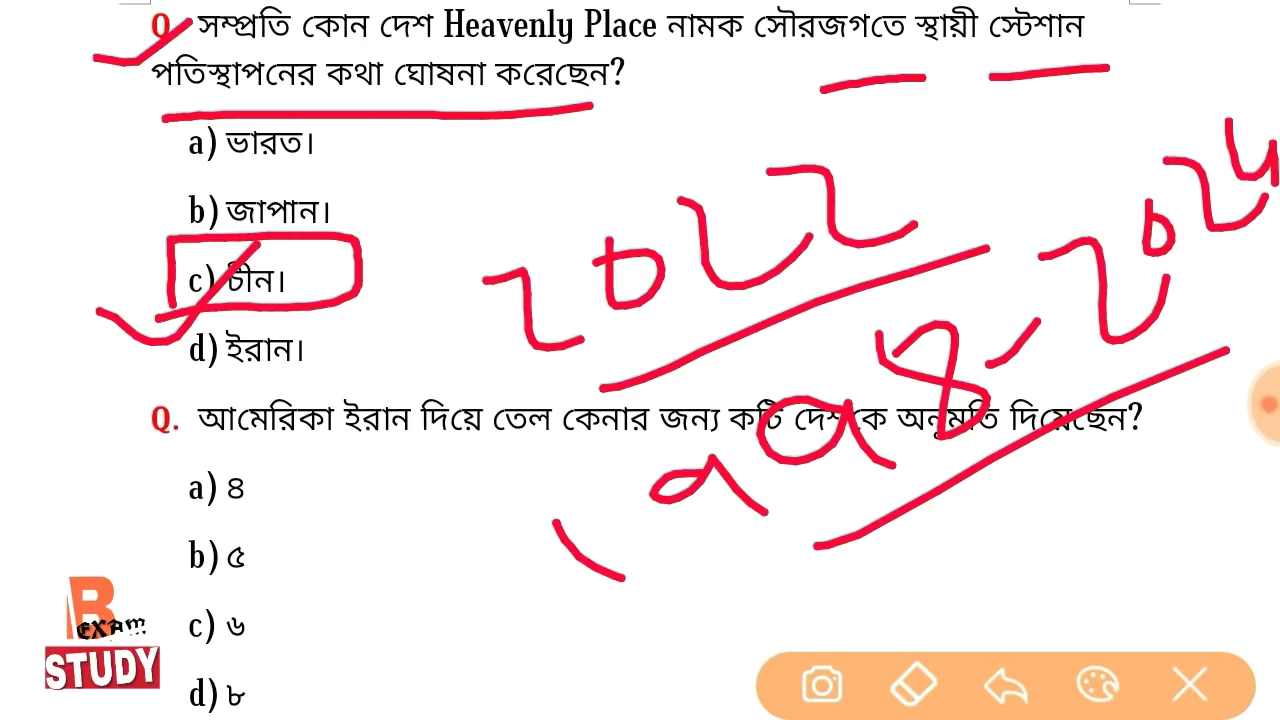 Q. সম্প্রতি কোন দেশ Heavenly Place নামক সৌরজগতে স্থায়ী স্টেশান
পতিস্থাপনের কথা ঘোষনা করেছেন?
a) ভারত।
b) জাপান।
c) চীন।
d) ইরান।
2022
1998-2024
Q. আমেরিকা ইরান দিয়ে তেল কেনার জন্য কটি দেশকে অনুমতি দিয়েছেন?
a) ৪
b) ৫
c) ৬
d) ৮
B
EXAM
STUDY